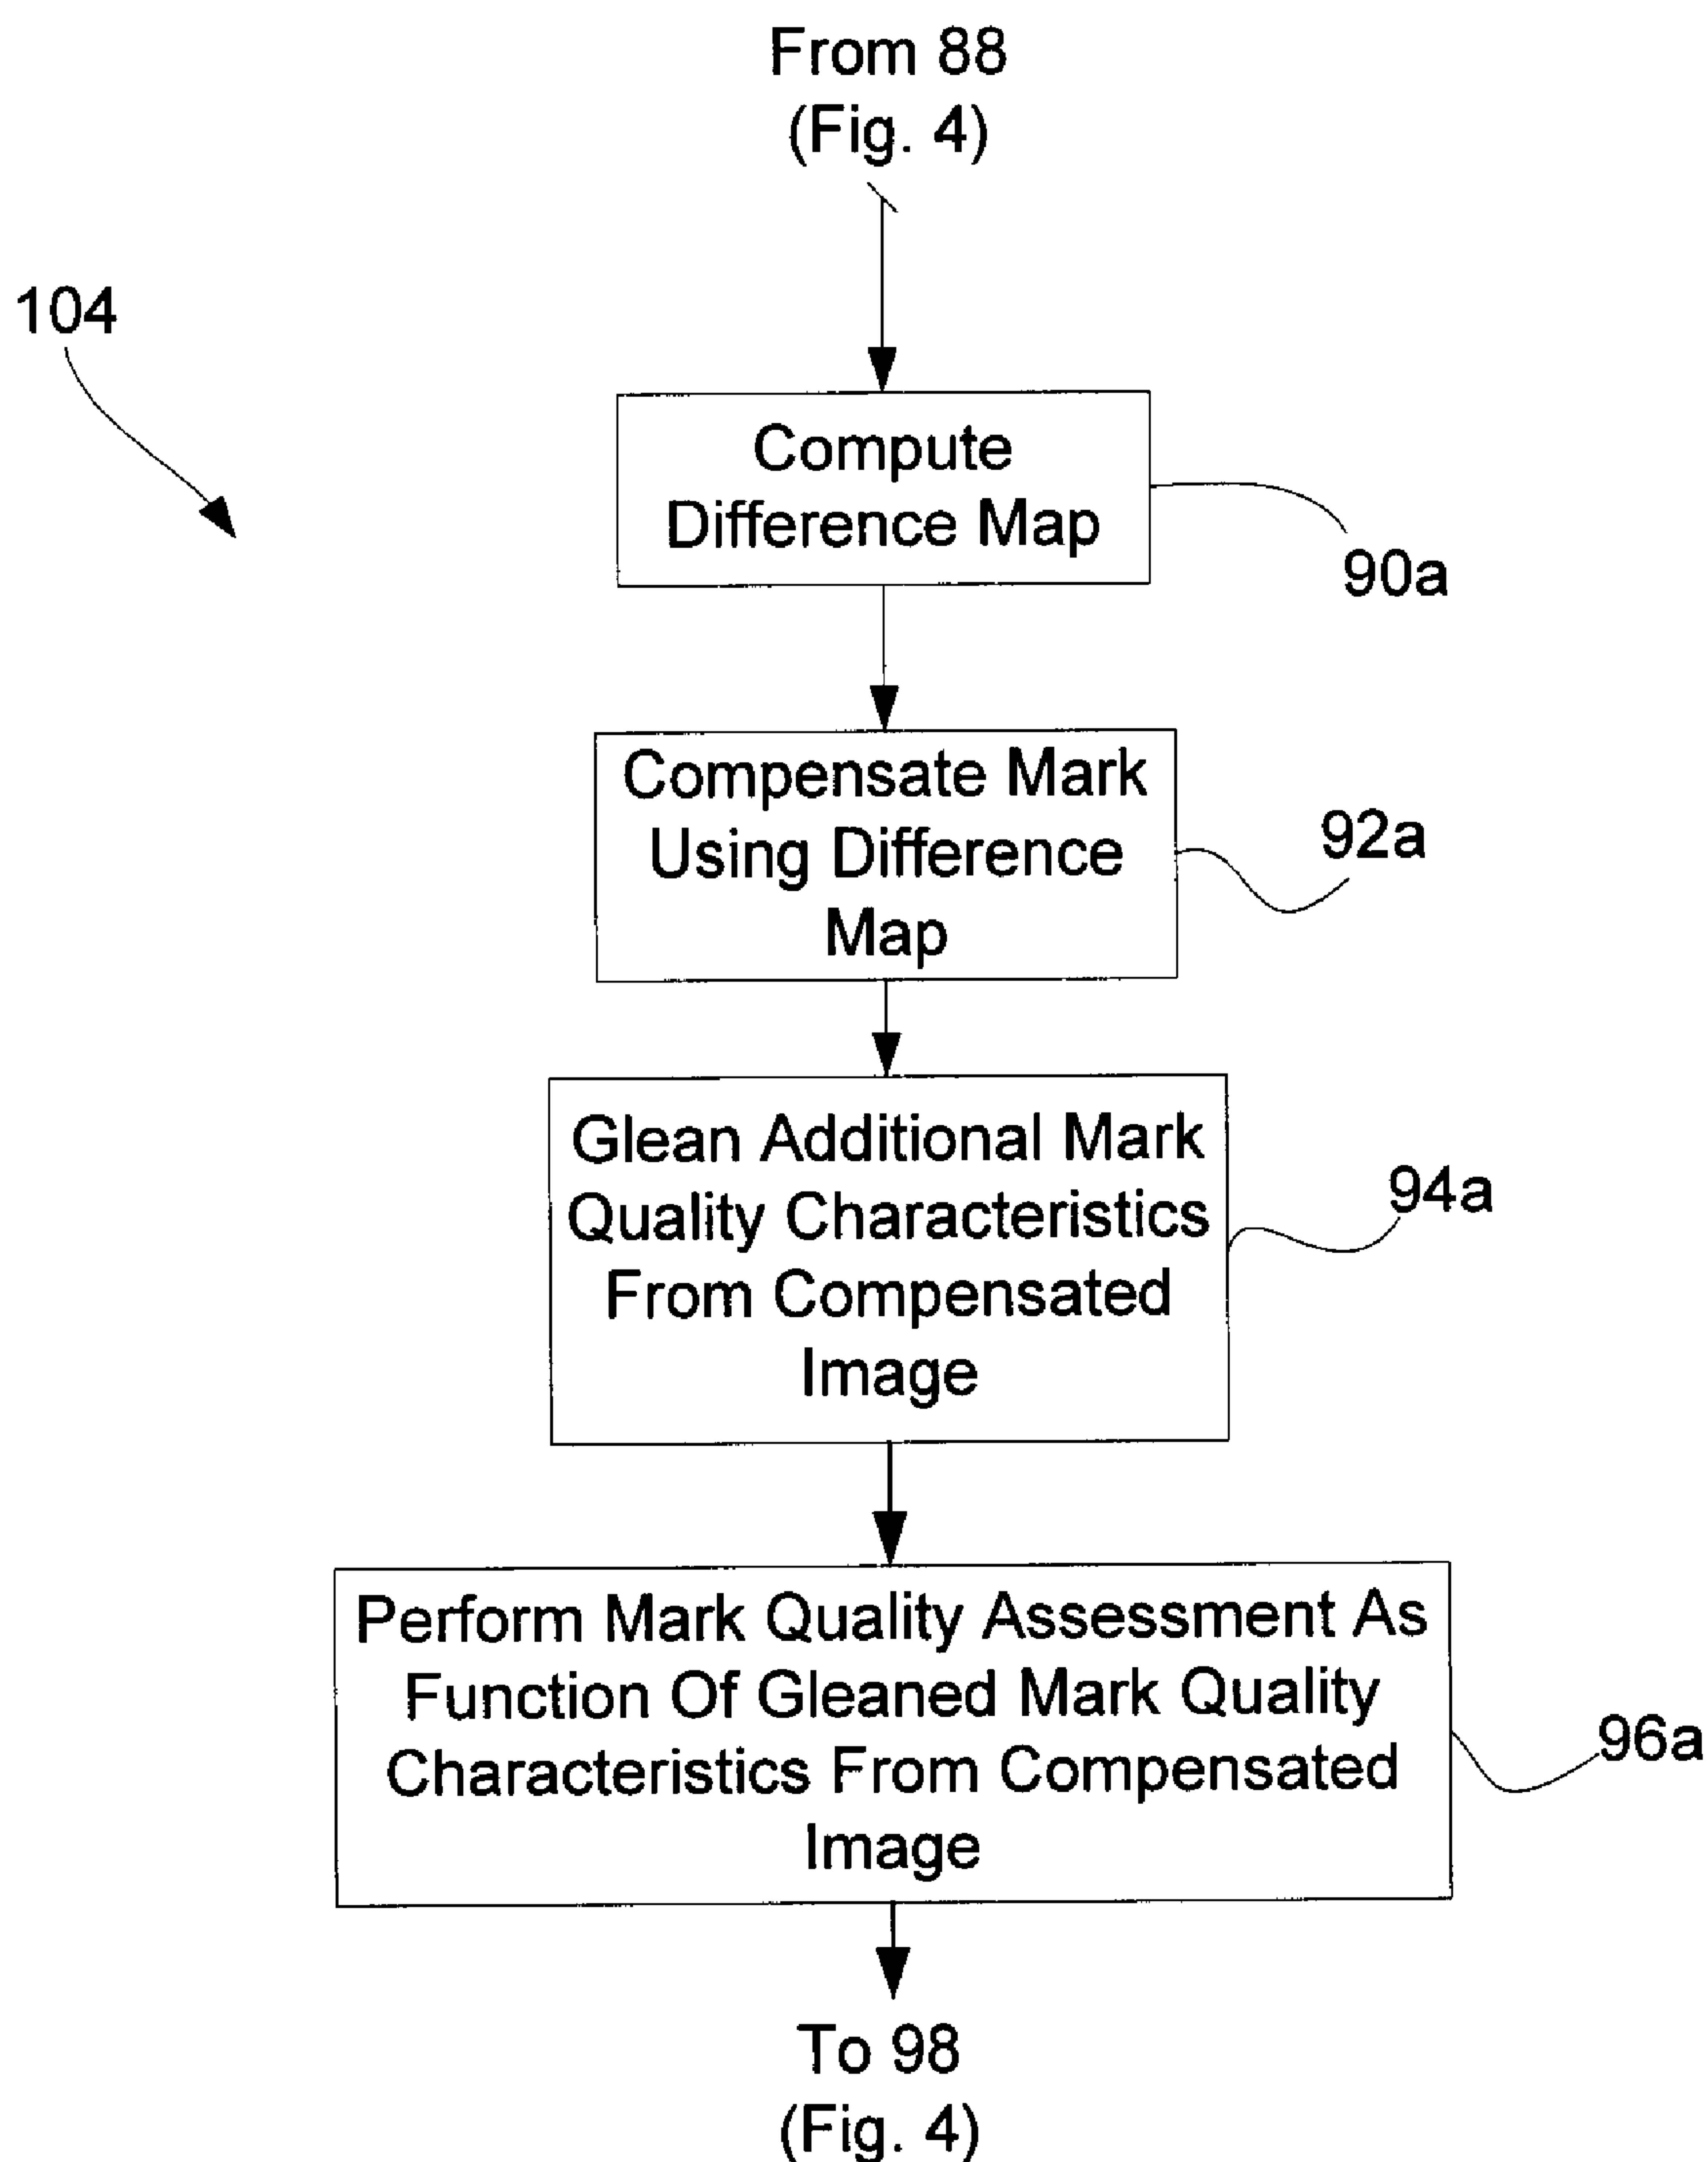 From 88
(Fig. 4)
104
Compute
Difference Map
90a
Compensate Mark
Using Difference
Map
92a
Glean Additional Mark
Quality Characteristics
From Compensated
Image
94a
Perform Mark Quality Assessment As
Function Of Gleaned Mark Quality
Characteristics From Compensated
Image
96a
To 98
(Fig. 4)